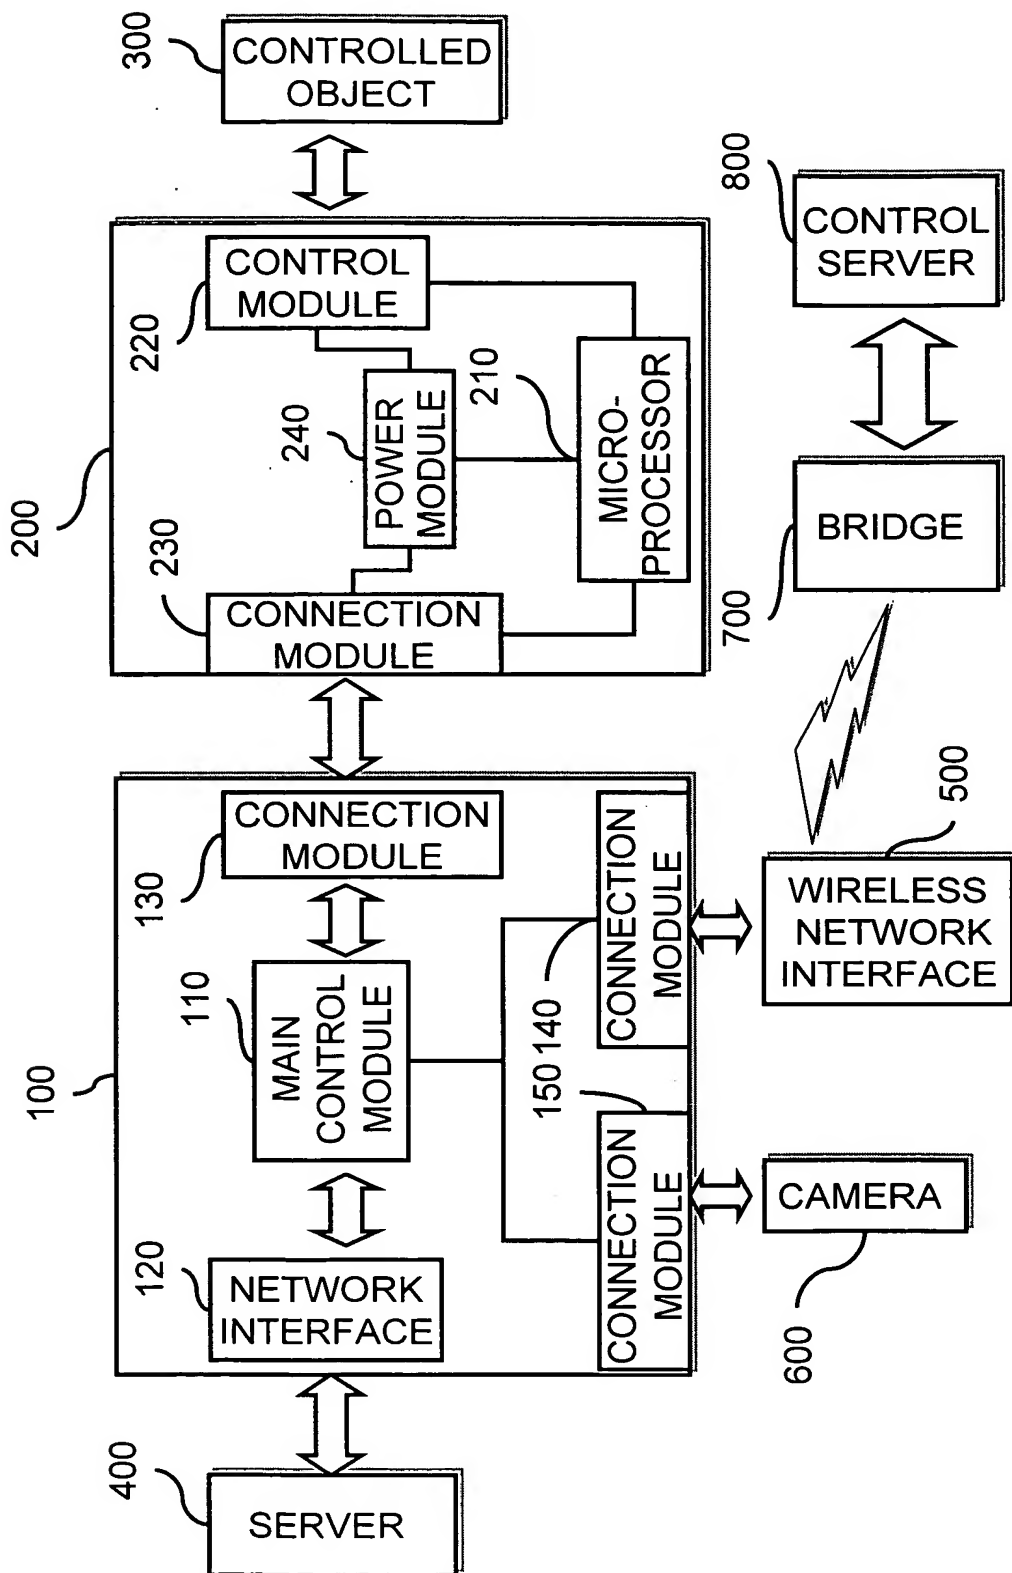 300
CONTROLLED
OBJECT
200
220
CONTROL
MODULE
240
POWER
MODULE
210
MICRO-
PROCESSOR
230
CONNECTION
MODULE
800
CONTROL
SERVER
700
BRIDGE
100
130
CONNECTION
MODULE
110
MAIN
CONTROL
MODULE
120
NETWORK
INTERFACE
140
CONNECTION
MODULE
150
CONNECTION
MODULE
500
WIRELESS
NETWORK
INTERFACE
600
CAMERA
400
SERVER